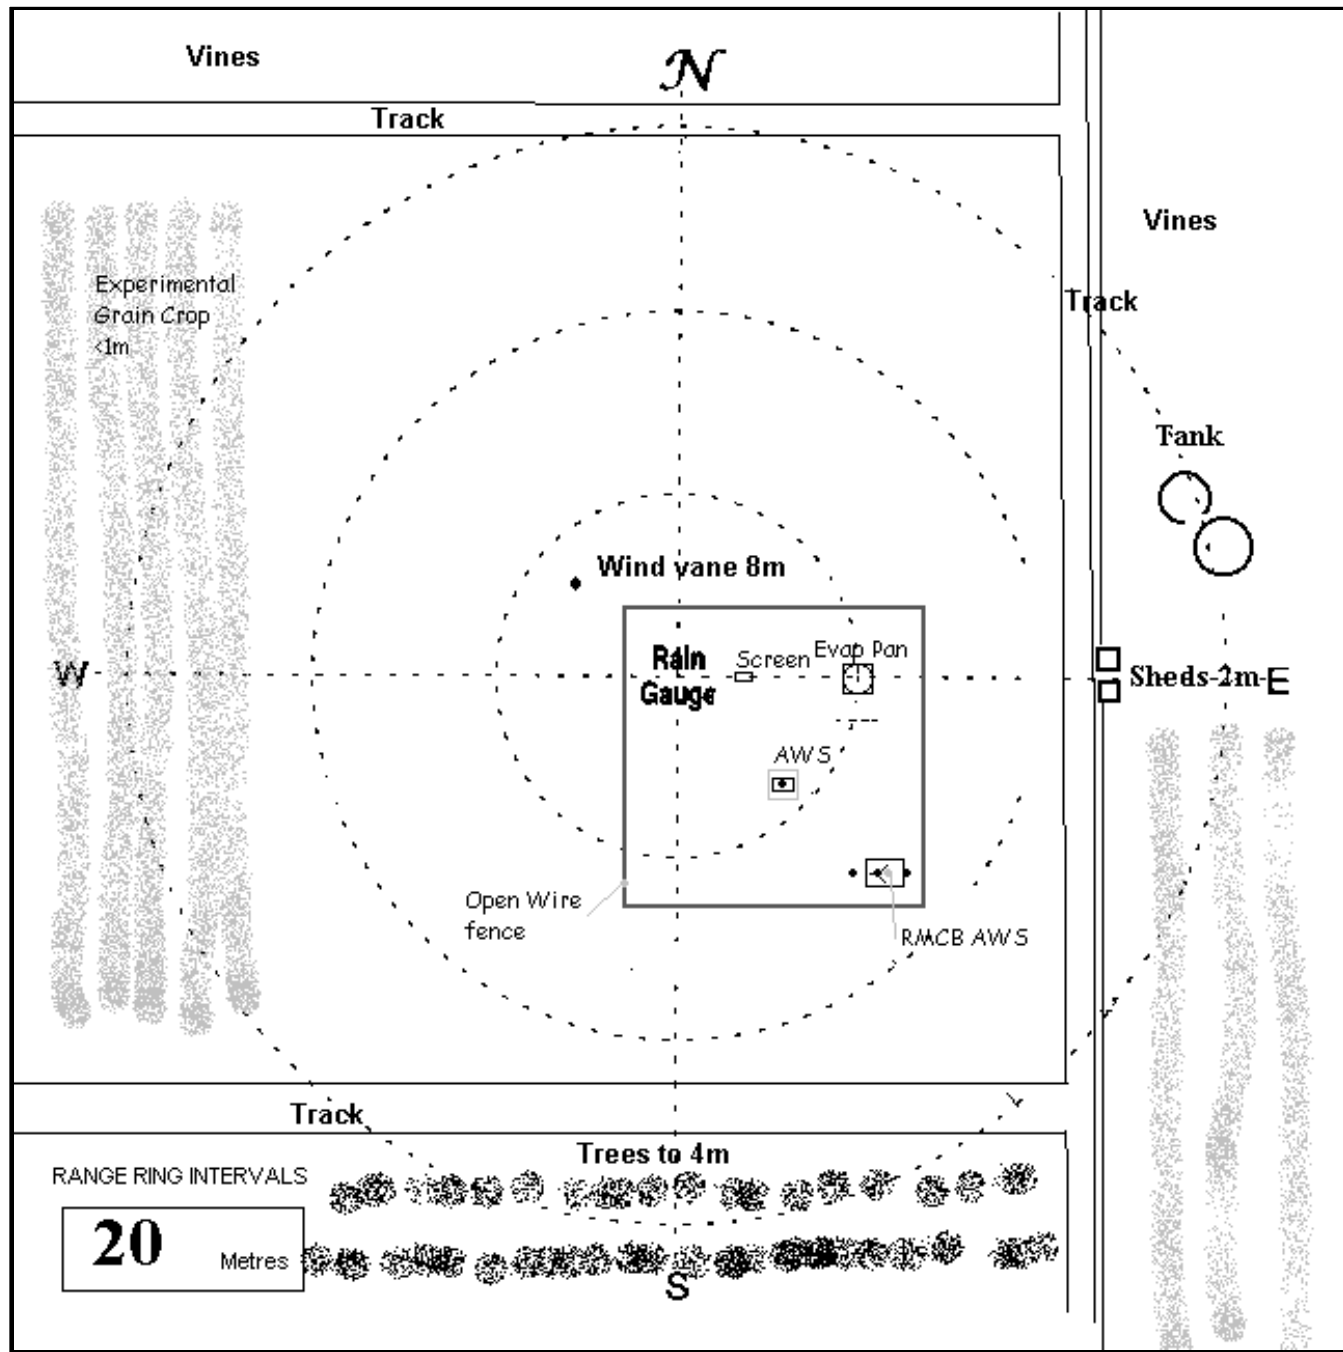 Vines
N
Track
Vines
Experimental
Grain Crop
<1m
Track
Tank
Wind vane 8m
Rain
Gauge
Screen
Evap Pan
W
Sheds-2m-E
AWS
Open Wire
fence
RMCB AWS
Track
Trees to 4m
RANGE RING INTERVALS
20 Metres
S